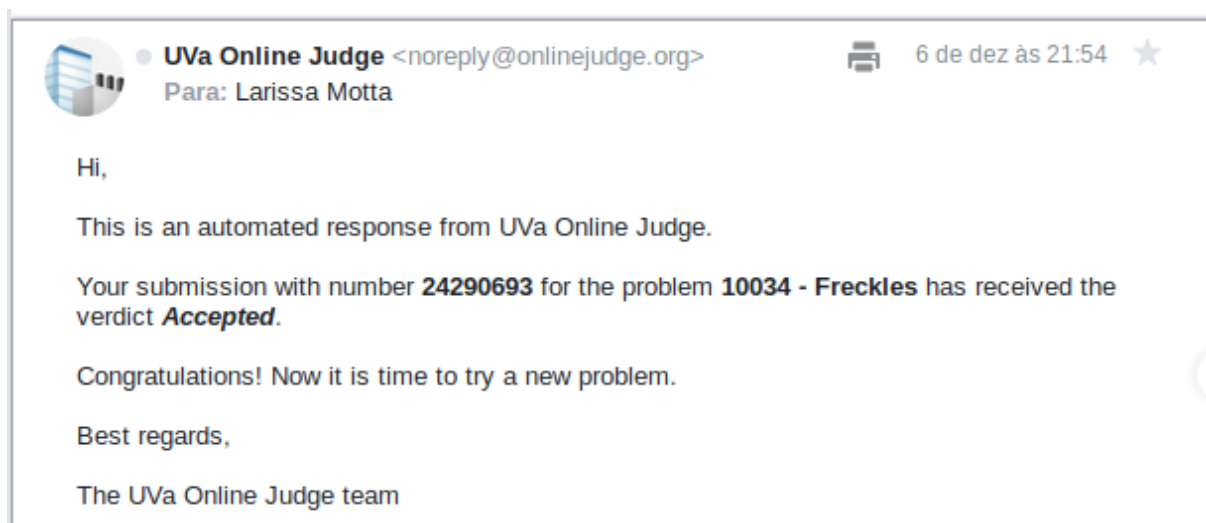 UVa Online Judge <noreply@onlinejudge.org> 6 de dez às 21:54
Para: Larissa Motta
Hi,
This is an automated response from UVa Online Judge.
Your submission with number 24290693 for the problem 10034 - Freckles has received the
verdict Accepted.
Congratulations! Now it is time to try a new problem.
Best regards,
The UVa Online Judge team